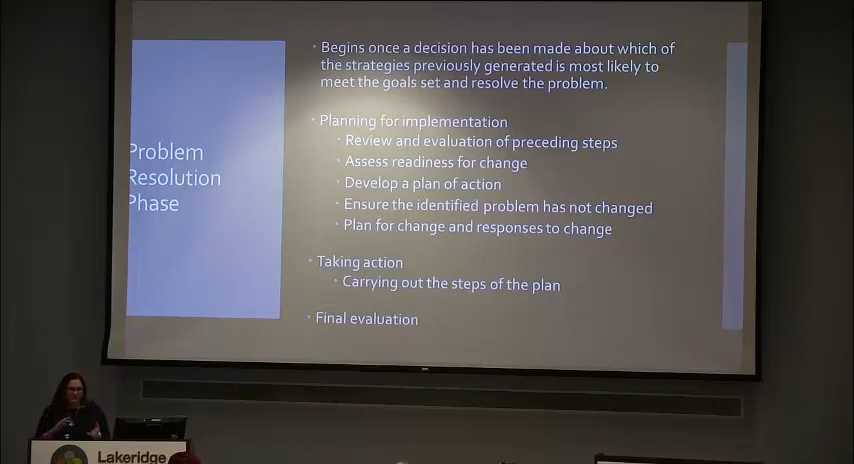 Problem
Resolution
Phase
Begins once a decision has been made about which of
the strategies previously generated is most likely to
meet the goals set and resolve the problem.
Planning for implementation
Review and evaluation of preceding steps
Assess readiness for change
Develop a plan of action
Ensure the identified problem has not changed
Plan for change and responses to change
Taking action
Carrying out the steps of the plan
Final evaluation
Lakeridge